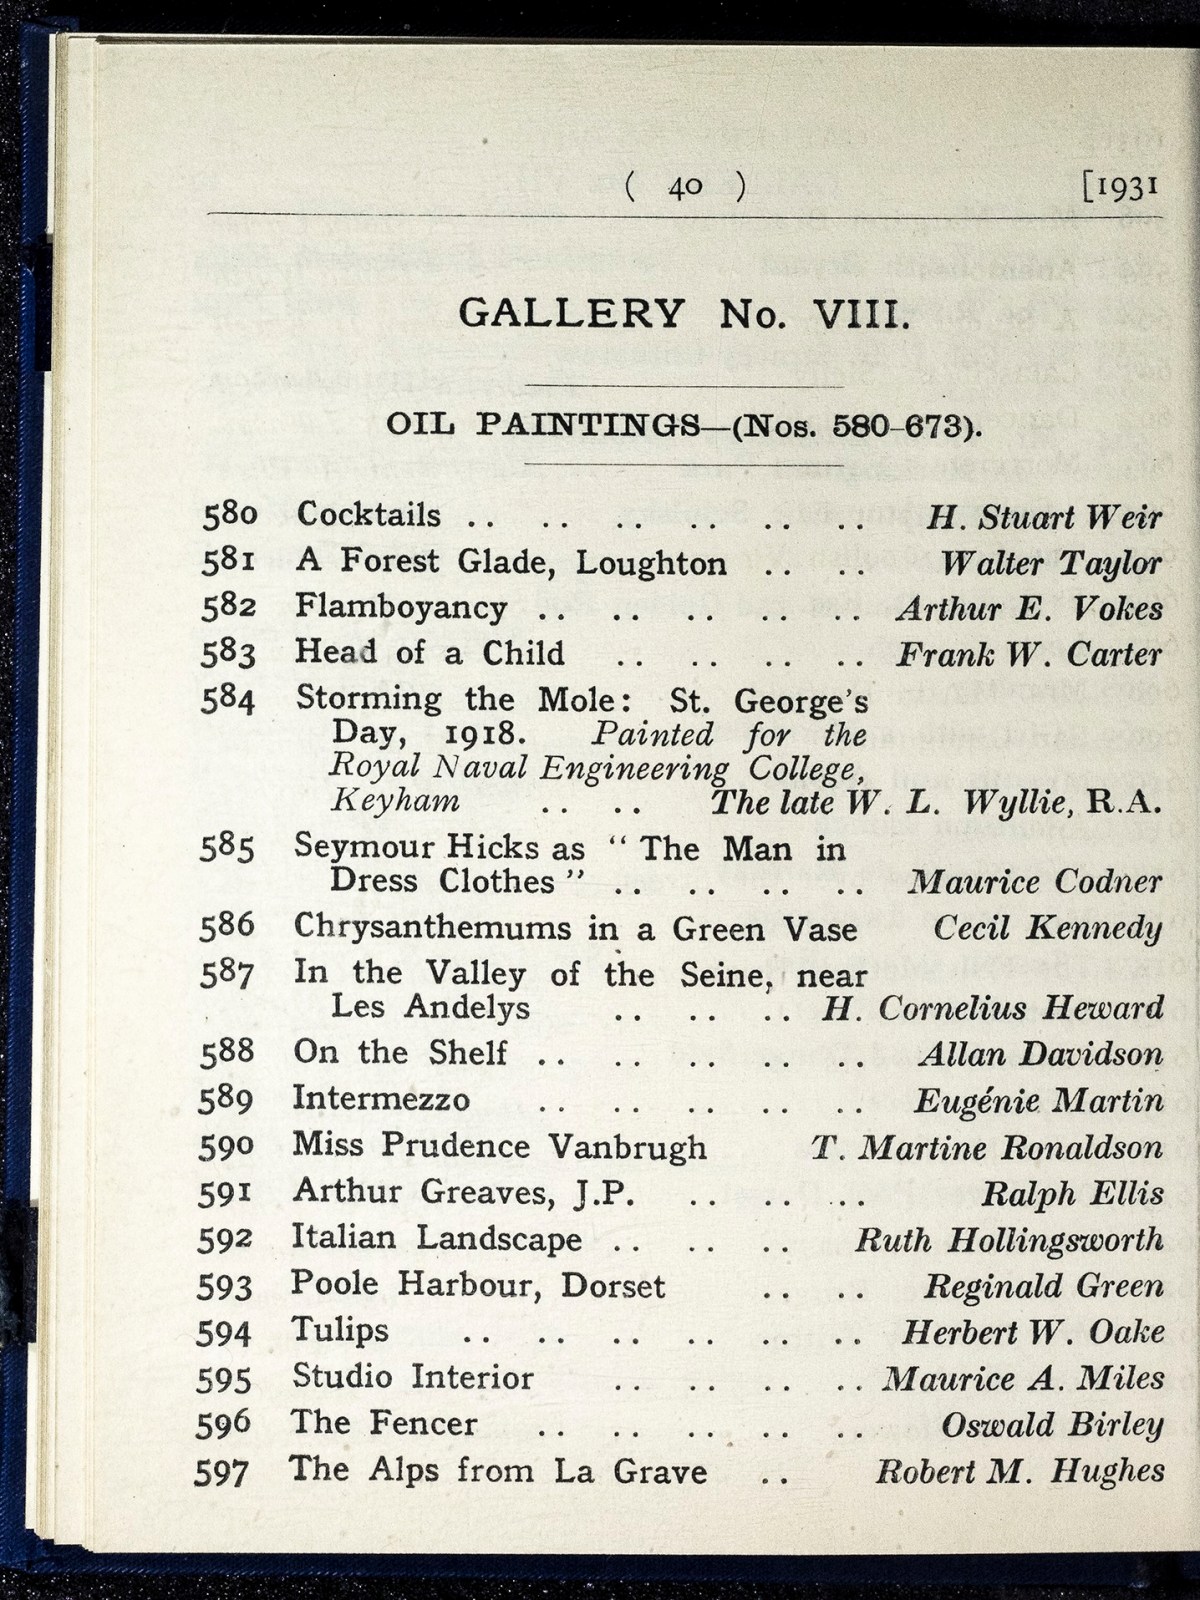 ( 40 ) [1931
GALLERY No. VIII.
OIL PAINTINGS—(Nos. 580-673).
580 Cocktails .. .. .. .. .. .. H. Stuart Weir
581 A Forest Glade, Loughton .. .. Walter Taylor
582 Flamboyancy .. .. .. .. .. Arthur E. Vokes
583 Head of a Child .. .. .. .. Frank W. Carter
584 Storming the Mole: St. George's
Day, 1918. Painted for the
Royal Naval Engineering College,
Keyham .. .. The late W. L. Wyllie, R.A.
585 Seymour Hicks as “ The Man in
Dress Clothes ” .. .. .. .. Maurice Codner
586 Chrysanthemums in a Green Vase Cecil Kennedy
587 In the Valley of the Seine, near
Les Andelys .. .. .. H. Cornelius Heward
588 On the Shelf .. .. .. .. .. Allan Davidson
589 Intermezzo .. .. .. .. .. Eugénie Martin
590 Miss Prudence Vanbrugh T. Martine Ronaldson
591 Arthur Greaves, J.P. .. .. .. Ralph Ellis
592 Italian Landscape .. .. .. Ruth Hollingsworth
593 Poole Harbour, Dorset .. .. Reginald Green
594 Tulips .. .. .. .. .. .. Herbert W. Oake
595 Studio Interior .. .. .. .. Maurice A. Miles
596 The Fencer .. .. .. .. .. Oswald Birley
597 The Alps from La Grave .. Robert M. Hughes